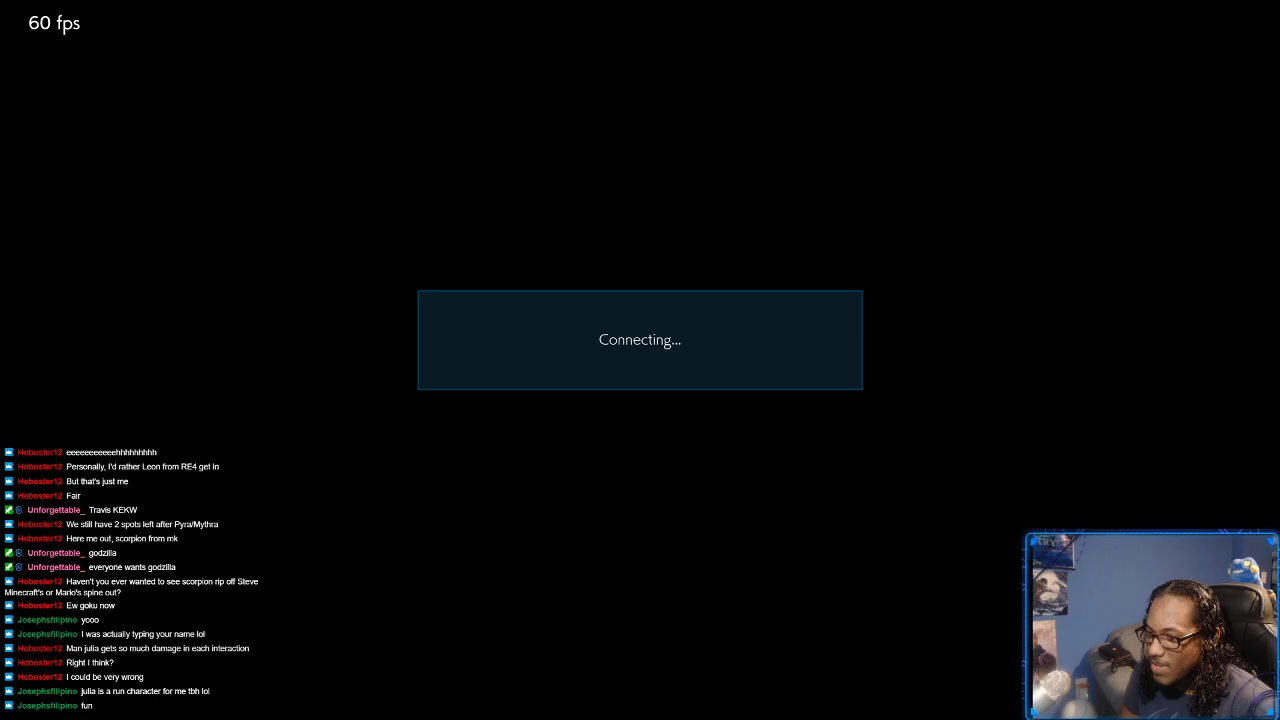 60 fps
Connecting...
Hoboster12 eeeeeeeeeeehhhhhhhhh
Hoboster12 Personally, I'd rather Leon from RE4 get in
Hoboster12 But that's just me
Hoboster12 Fair
Unforgettable_ Travis KEKW
Hoboster12 We still have 2 spots left after Pyra/Mythra
Hoboster12 Here me out, scorpion from mk
Unforgettable_ godzilla
Unforgettable_ everyone wants godzilla
Hoboster12 Haven't you ever wanted to see scorpion rip off Steve
Minecraft's or Mario's spine out?
Hoboster12 Ew goku now
Josephsfilipino yooo
Josephsfilipino I was actually typing your name lol
Hoboster12 Man julia gets so much damage in each interaction
Hoboster12 Right I think?
Hoboster12 I could be very wrong
Josephsfilipino julia is a run character for me tbh lol
Josephsfilipino fun